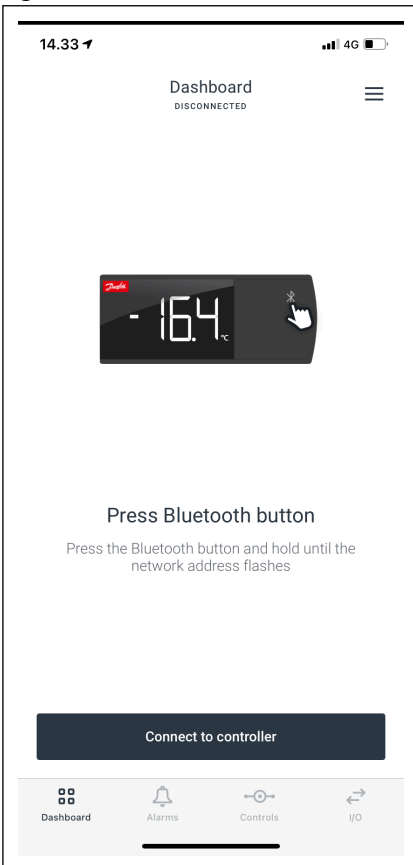 14.33
4G
Dashboard
DISCONNECTED
Danfoss
-16.4 °C
Press Bluetooth button
Press the Bluetooth button and hold until the
network address flashes
Connect to controller
Dashboard Alarms Controls I/O